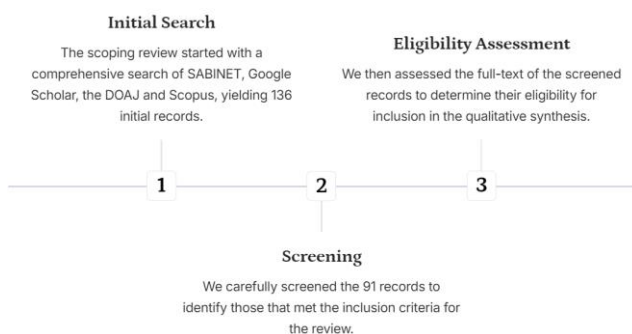 Initial Search
The scoping review started with a
comprehensive search of SABINET, Google
Scholar, the DOAJ and Scopus, yielding 136
initial records.
Eligibility Assessment
We then assessed the full-text of the screened
records to determine their eligibility for
inclusion in the qualitative synthesis.
1
2
3
Screening
We carefully screened the 91 records to
identify those that met the inclusion criteria for
the review.